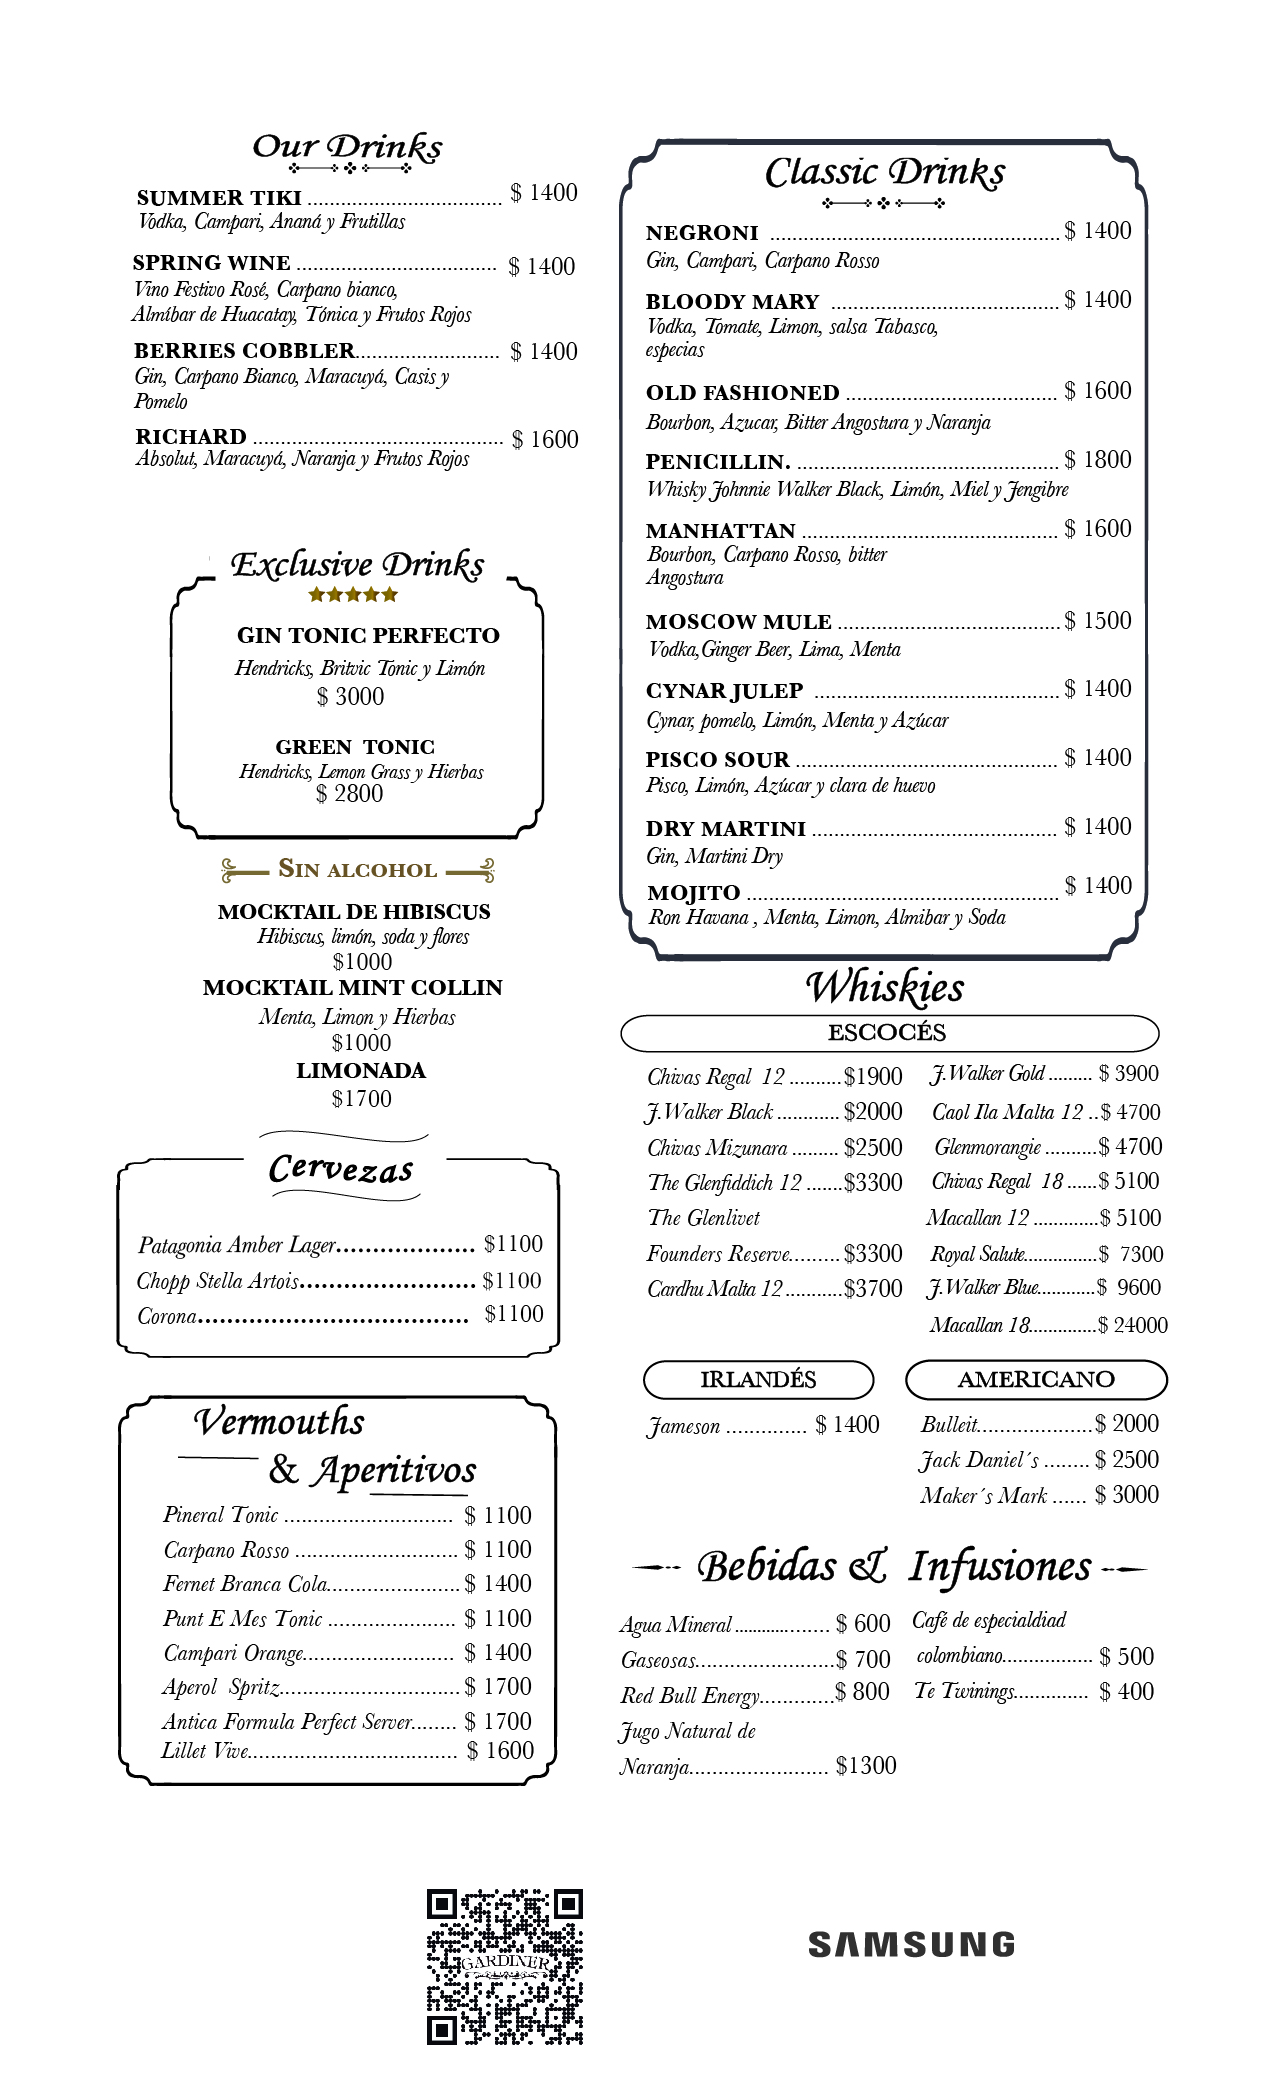 Our Drinks
SUMMER TIKI ................................... $ 1400
Vodka, Campari, Ananá y Frutillas
SPRING WINE .................................... $ 1400
Vino Festivo Rosé, Carpano bianco,
Almíbar de Huacatay, Tónica y Frutos Rojos
BERRIES COBBLER.......................... $ 1400
Gin, Carpano Bianco, Maracuyá, Casis y
Pomelo
RICHARD ............................................. $ 1600
Absolut, Maracuyá, Naranja y Frutos Rojos
Exclusive Drinks
GIN TONIC PERFECTO
Hendricks, Britvic Tonic y Limón
$ 3000
GREEN TONIC
Hendricks, Lemon Grass y Hierbas
$ 2800
SIN ALCOHOL
MOCKTAIL DE HIBISCUS
Hibiscus, limón, soda y flores
$1000
MOCKTAIL MINT COLLIN
Menta, Limon y Hierbas
$1000
LIMONADA
$1700
Cervezas
Patagonia Amber Lager................... $1100
Chopp Stella Artois........................ $1100
Corona..................................... $1100
Vermouths
& Aperitivos
Pineral Tonic ............................. $ 1100
Carpano Rosso ............................ $ 1100
Fernet Branca Cola....................... $ 1400
Punt E Mes Tonic ...................... $ 1100
Campari Orange.......................... $ 1400
Aperol Spritz............................... $ 1700
Antica Formula Perfect Server........ $ 1700
Lillet Vive.................................... $ 1600
Classic Drinks
NEGRONI .................................................... $ 1400
Gin, Campari, Carpano Rosso
BLOODY MARY ......................................... $ 1400
Vodka, Tomate, Limon, salsa Tabasco,
especias
OLD FASHIONED ...................................... $ 1600
Bourbon, Azucar, Bitter Angostura y Naranja
PENICILLIN. ............................................... $ 1800
Whisky Johnnie Walker Black, Limón, Miel y Jengibre
MANHATTAN .............................................. $ 1600
Bourbon, Carpano Rosso, bitter
Angostura
MOSCOW MULE ........................................ $ 1500
Vodka,Ginger Beer, Lima, Menta
CYNAR JULEP ............................................ $ 1400
Cynar, pomelo, Limón, Menta y Azúcar
PISCO SOUR ............................................... $ 1400
Pisco, Limón, Azúcar y clara de huevo
DRY MARTINI ............................................ $ 1400
Gin, Martini Dry
MOJITO ........................................................ $ 1400
Ron Havana , Menta, Limon, Almibar y Soda
Whiskies
ESCOCÉS
Chivas Regal 12 ..........$1900
J.Walker Black ............$2000
Chivas Mizunara .........$2500
The Glenfiddich 12 .......$3300
The Glenlivet
Founders Reserve.........$3300
Cardhu Malta 12 ...........$3700
J.Walker Gold ......... $ 3900
Caol Ila Malta 12 ..$ 4700
Glenmorangie .........$ 4700
Chivas Regal 18 ......$ 5100
Macallan 12 .............$ 5100
Royal Salute...............$ 7300
J.Walker Blue............$ 9600
Macallan 18..............$ 24000
IRLANDÉS
Jameson .............. $ 1400
AMERICANO
Bulleit....................$ 2000
Jack Daniel´s ........ $ 2500
Maker´s Mark ...... $ 3000
Bebidas & Infusiones
Agua Mineral .................... $ 600
Gaseosas........................$ 700
Red Bull Energy.............$ 800
Jugo Natural de
Naranja........................ $1300
Café de especialdiad
colombiano.................. $ 500
Te Twinings............... $ 400
GARDINER
SAMSUNG